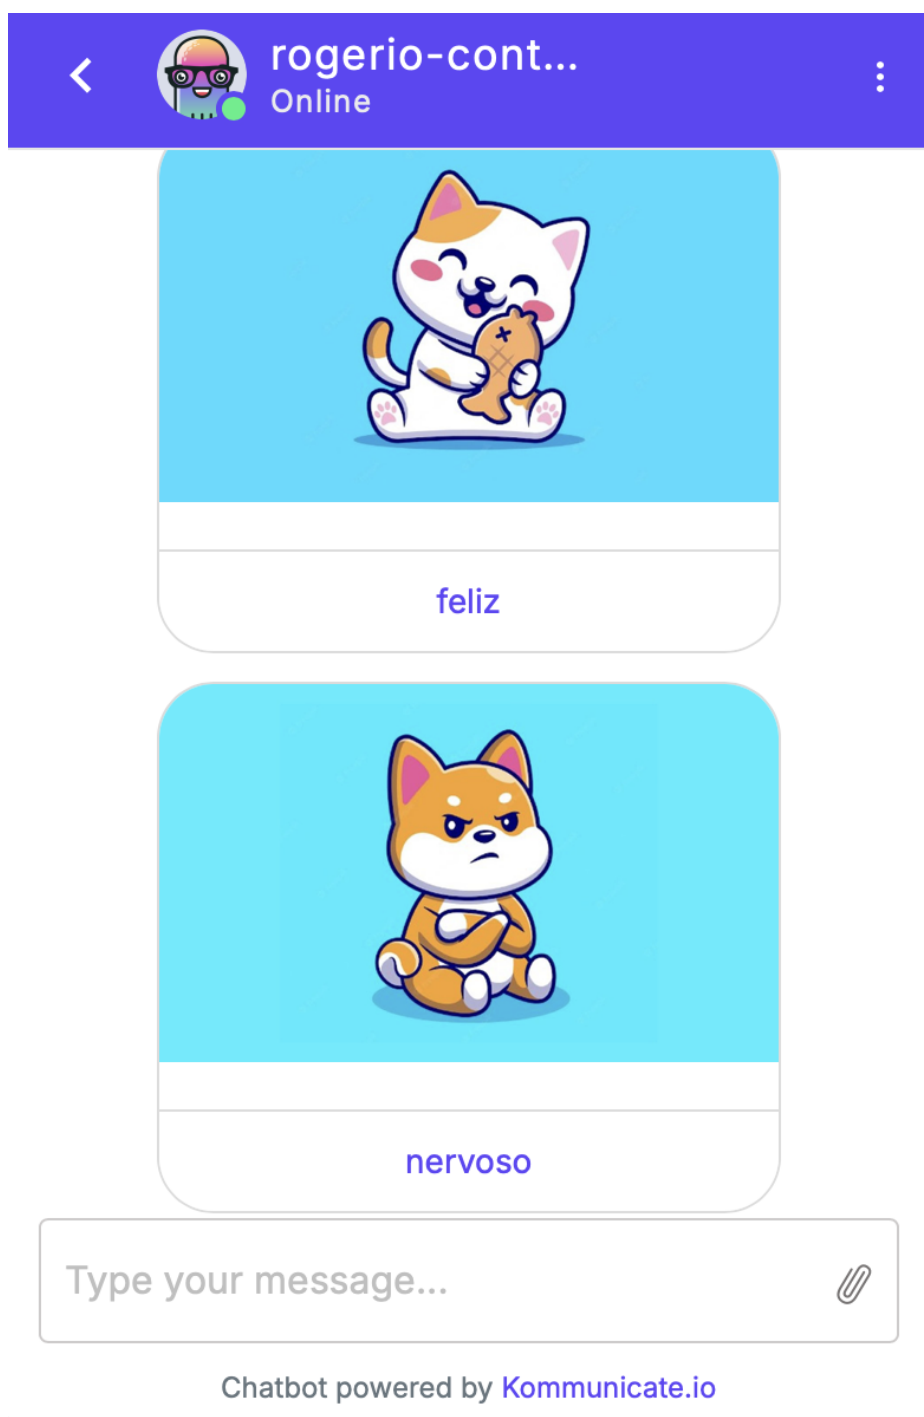 rogerio-cont...
Online
feliz
nervoso
Type your message...
Chatbot powered by Kommunicate.io